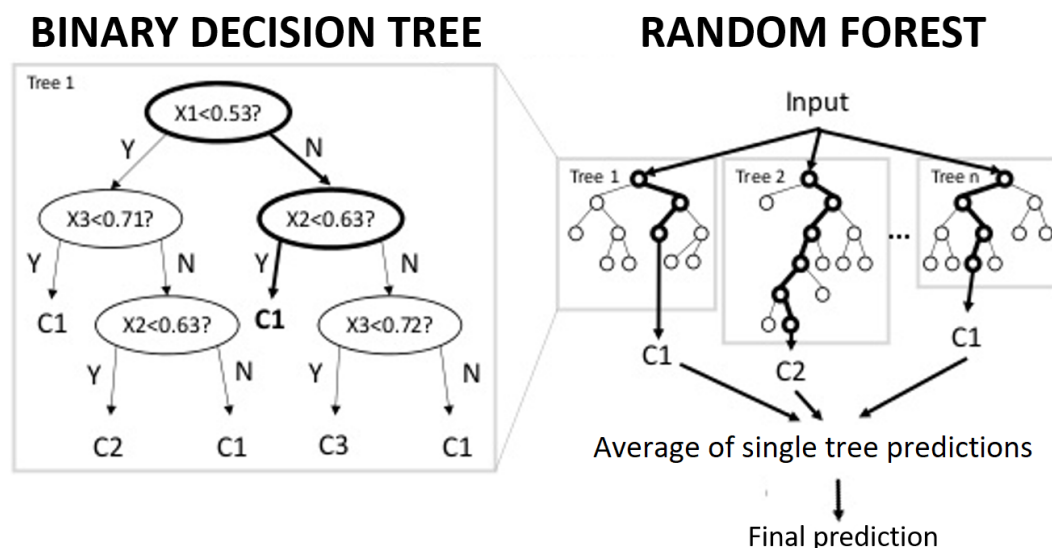 BINARY DECISION TREE
Tree 1
X1<0.53?
Y
N
X3<0.71?
X2<0.63?
Y
N
Y
N
C1
X2<0.63?
C1
X3<0.72?
Y
N
Y
N
C2
C1
C3
C1
RANDOM FOREST
Input
Tree 1
Tree 2
...
Tree n
C1
C2
C1
Average of single tree predictions
Final prediction